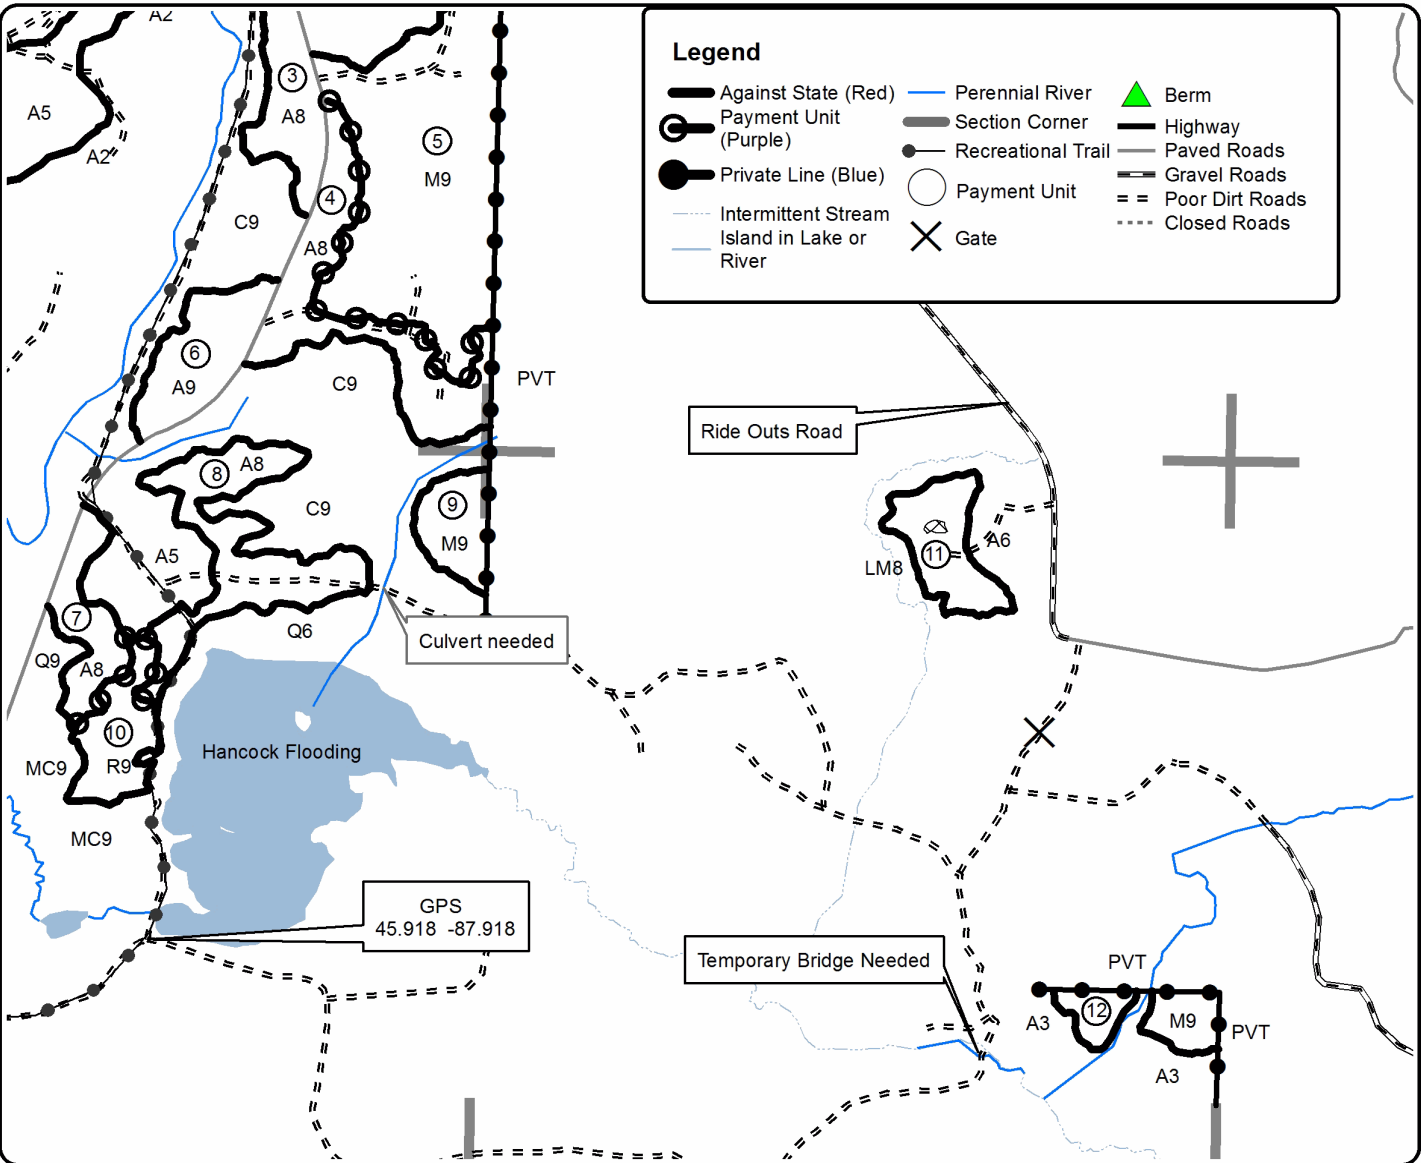 Legend
Against State (Red)
Payment Unit
(Purple)
Private Line (Blue)
Intermittent Stream
Island in Lake or
River
Perennial River
Section Corner
Recreational Trail
Payment Unit
Gate
Berm
Highway
Paved Roads
Gravel Roads
Poor Dirt Roads
Closed Roads
A2
3
A8
A5
A2
5
M9
4
C9
A8
6
A9
C9
PVT
Ride Outs Road
8
A8
9
C9
M9
A5
11
A6
LM8
7
Q9
A8
Q6
Culvert needed
10
R9
MC9
Hancock Flooding
MC9
GPS
45.918 -87.918
Temporary Bridge Needed
PVT
12
A3
M9
PVT
A3